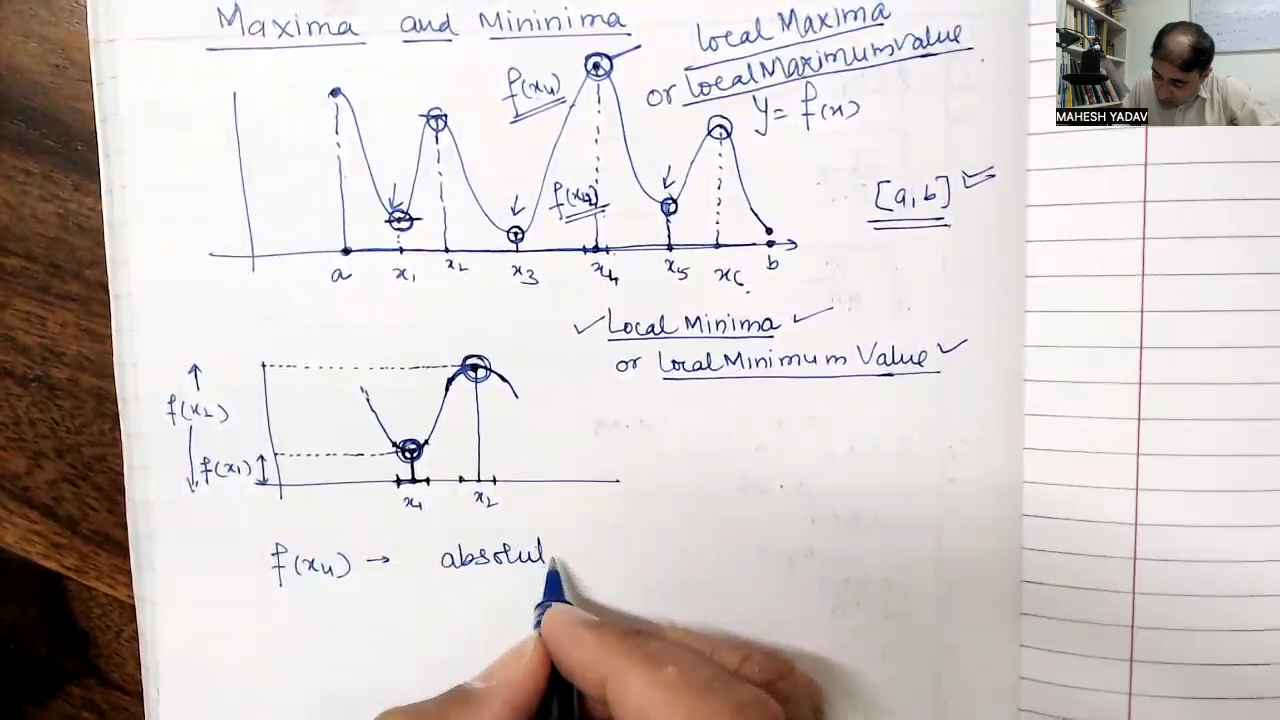 Maxima and Mininima
Local Maxima
or Local Maximum Value
f(x4)
y = f(x)
MAHESH YADAV
f(x4)
[a, b]
a x1 x2 x3 x4 x5 x6 b
Local Minima
or Local Minimum Value
f(x2)
f(x1)
x1 x2
f(x4) → absolut